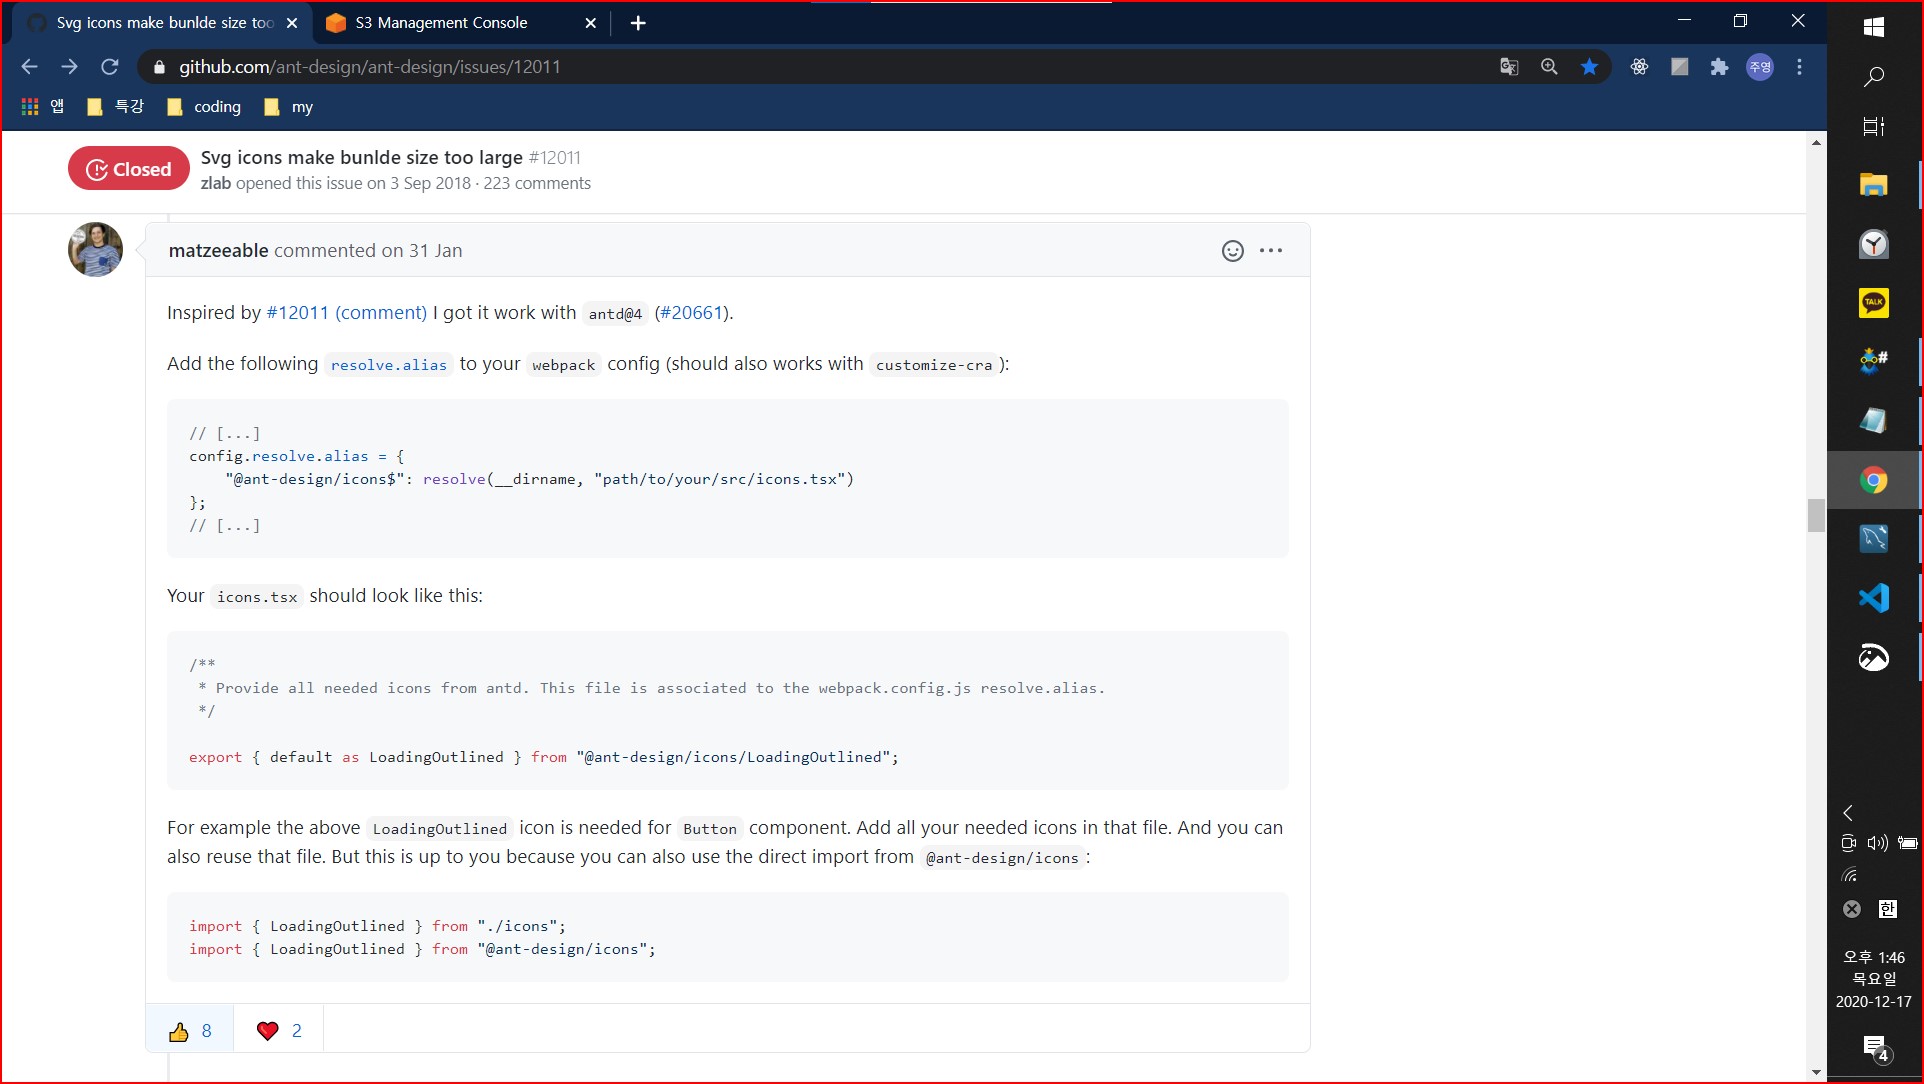 Svg icons make bunlde size too
S3 Management Console
github.com/ant-design/ant-design/issues/12011
주영
앱
특강
coding
my
Closed
Svg icons make bunlde size too large #12011
zlab opened this issue on 3 Sep 2018 · 223 comments
matzeeable commented on 31 Jan
Inspired by #12011 (comment) I got it work with antd@4 (#20661).
Add the following resolve.alias to your webpack config (should also works with customize-cra):
// [...]
config.resolve.alias = {
"@ant-design/icons$": resolve(__dirname, "path/to/your/src/icons.tsx")
};
// [...]
Your icons.tsx should look like this:
/**
* Provide all needed icons from antd. This file is associated to the webpack.config.js resolve.alias.
*/
export { default as LoadingOutlined } from "@ant-design/icons/LoadingOutlined";
For example the above LoadingOutlined icon is needed for Button component. Add all your needed icons in that file. And you can
also reuse that file. But this is up to you because you can also use the direct import from @ant-design/icons:
import { LoadingOutlined } from "./icons";
import { LoadingOutlined } from "@ant-design/icons";
8
2
TALK
#
한
오후 1:46
목요일
2020-12-17
4